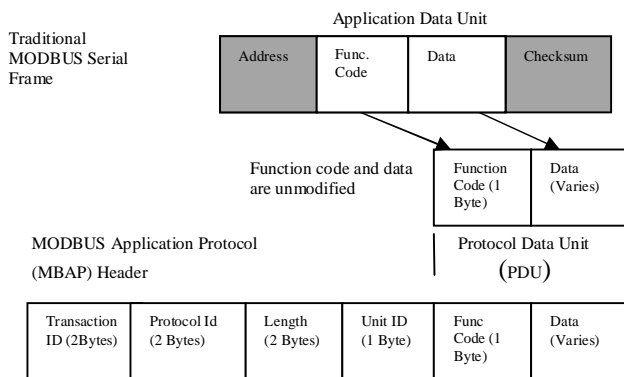 Application Data Unit
Traditional
MODBUS Serial
Frame
Address
Func.
Code
Data
Checksum
Function code and data
are unmodified
Function
Code (1
Byte)
Data
(Varies)
MODBUS Application Protocol
(MBAP) Header
Protocol Data Unit
(PDU)
Transaction
ID (2Bytes)
Protocol Id
(2 Bytes)
Length
(2 Bytes)
Unit ID
(1 Byte)
Func
Code (1
Byte)
Data
(Varies)